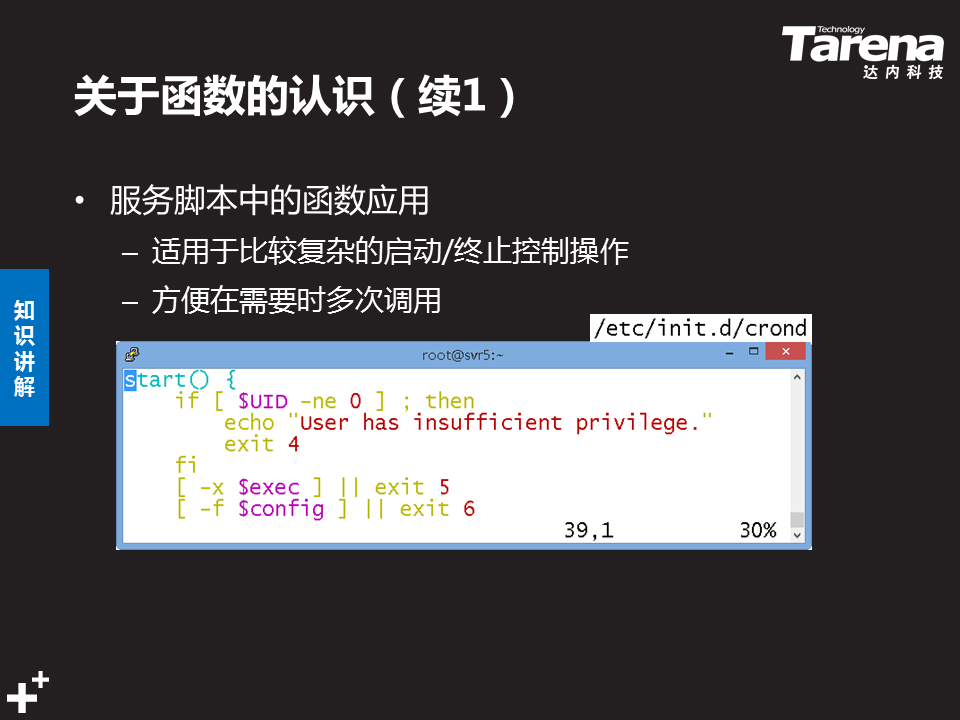 Technology
Tarena
达内科技
关于函数的认识（续1）
• 服务脚本中的函数应用
– 适用于比较复杂的启动/终止控制操作
– 方便在需要时多次调用
知识讲解
/etc/init.d/crond
root@svr5:~
start() {
    if [ $UID -ne 0 ] ; then
        echo "User has insufficient privilege."
        exit 4
    fi
    [ -x $exec ] || exit 5
    [ -f $config ] || exit 6
39,1 30%